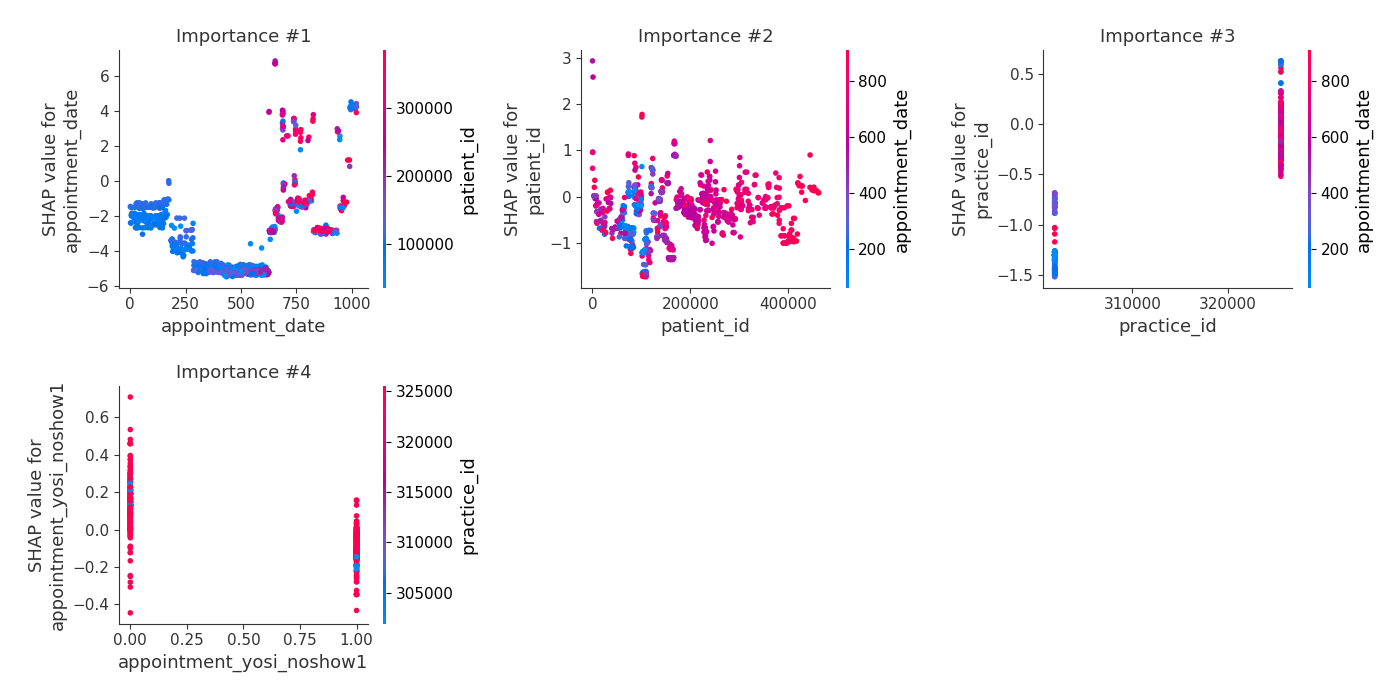 Importance #1
SHAP value for
appointment_date
6
4
2
0
−2
−4
−6
0
250
500
750
1000
appointment_date
300000
200000
100000
patient_id
Importance #2
SHAP value for
patient_id
3
2
1
0
−1
0
200000
400000
patient_id
800
600
400
200
appointment_date
Importance #3
SHAP value for
practice_id
0.5
0.0
−0.5
−1.0
−1.5
310000
320000
practice_id
800
600
400
200
appointment_date
Importance #4
SHAP value for
appointment_yosi_noshow1
0.6
0.4
0.2
0.0
−0.2
−0.4
0.00
0.25
0.50
0.75
1.00
appointment_yosi_noshow1
325000
320000
315000
310000
305000
practice_id